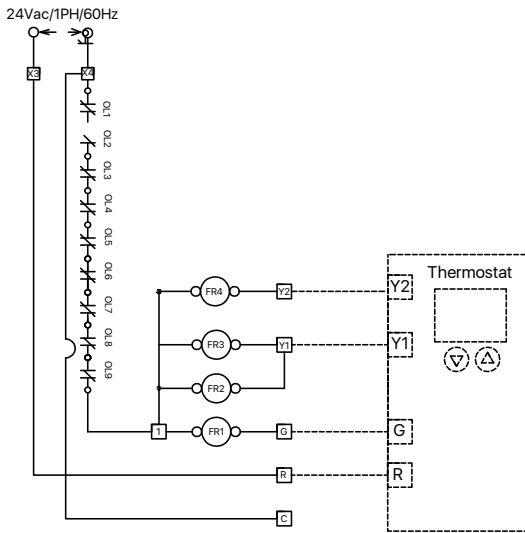 24Vac/1PH/60Hz
X3
X4
OL1
OL2
OL3
OL4
OL5
OL6
OL7
OL8
OL9
FR4
Y2
Y2
Thermostat
FR3
Y1
Y1
FR2
1
FR1
G
G
R
R
C